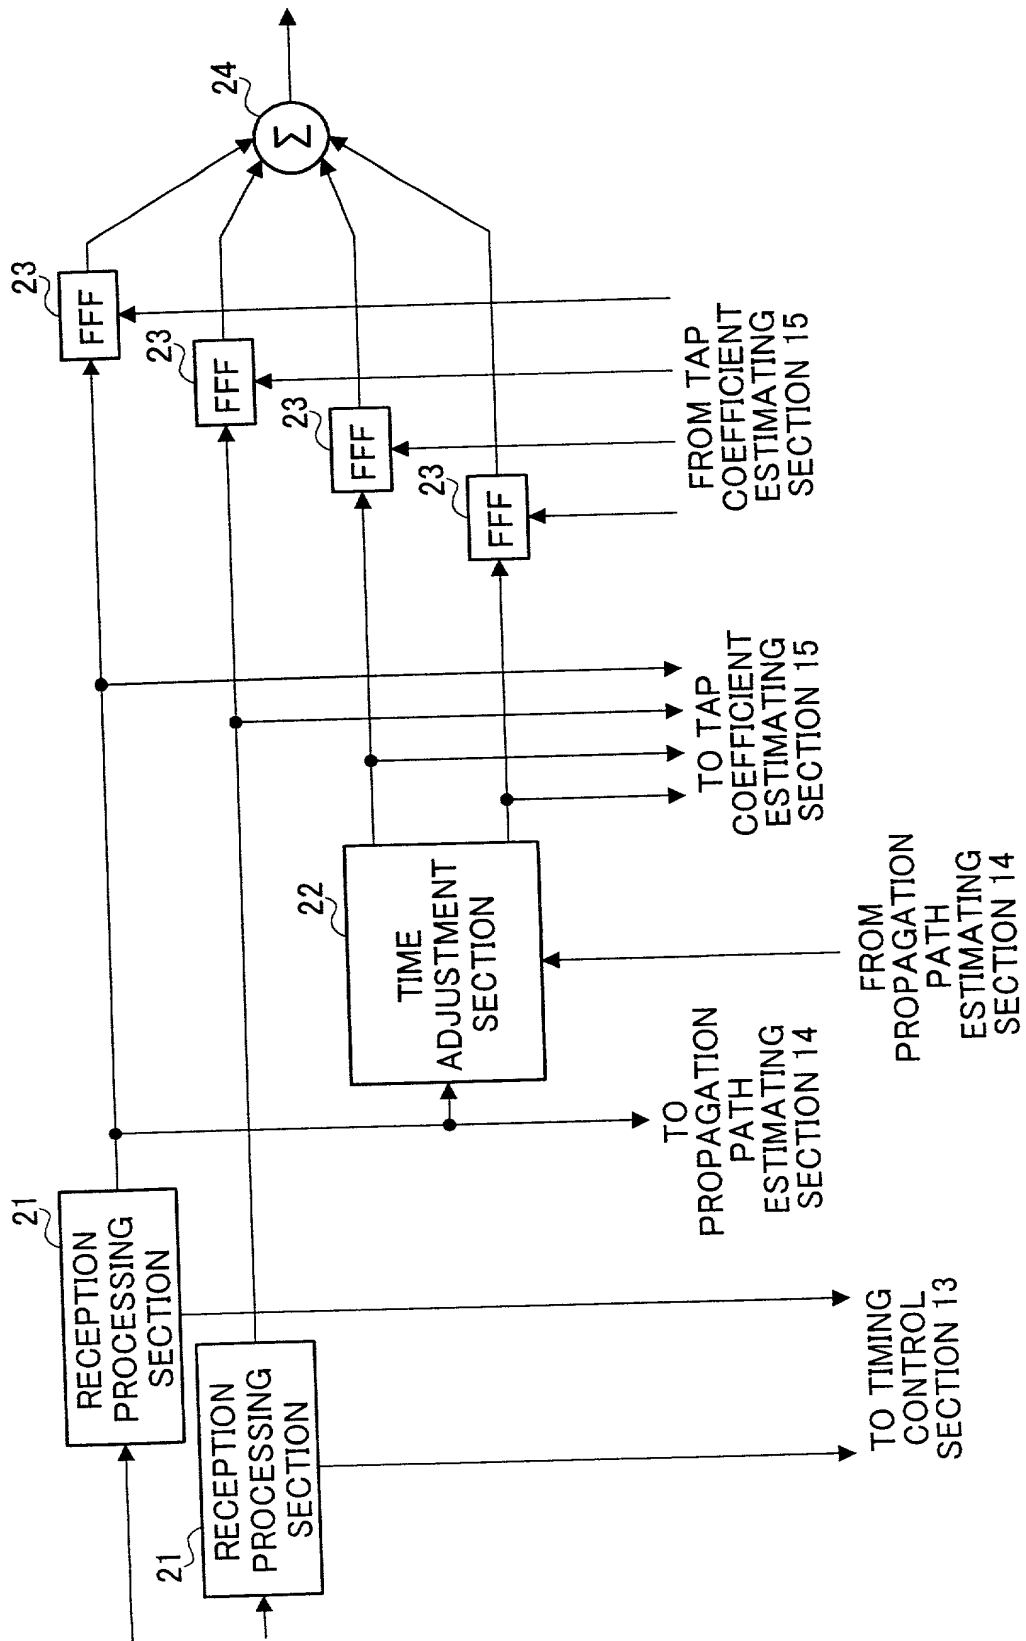 21
RECEPTION
PROCESSING
SECTION
21
RECEPTION
PROCESSING
SECTION
TO TIMING
CONTROL
SECTION 13
TO
PROPAGATION
PATH
ESTIMATING
SECTION 14
22
TIME
ADJUSTMENT
SECTION
FROM
PROPAGATION
PATH
ESTIMATING
SECTION 14
TO TAP
COEFFICIENT
ESTIMATING
SECTION 15
23
FFF
23
FFF
23
FFF
23
FFF
FROM TAP
COEFFICIENT
ESTIMATING
SECTION 15
24
Σ